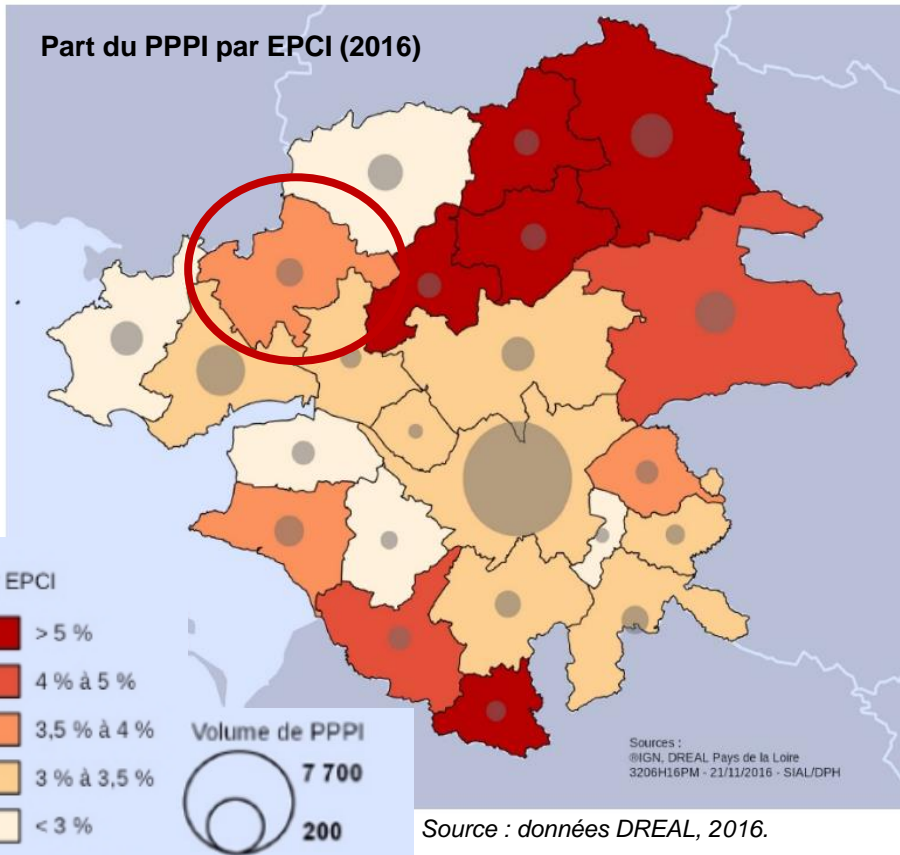 Part du PPPI par EPCI (2016)
EPCI
> 5 %
4 % à 5 %
3,5 % à 4 %
3 % à 3,5 %
< 3 %
Volume de PPPI
7 700
200
Sources :
®IGN, DREAL Pays de la Loire
3206H16PM - 21/11/2016 - SIAL/DPH
Source : données DREAL, 2016.